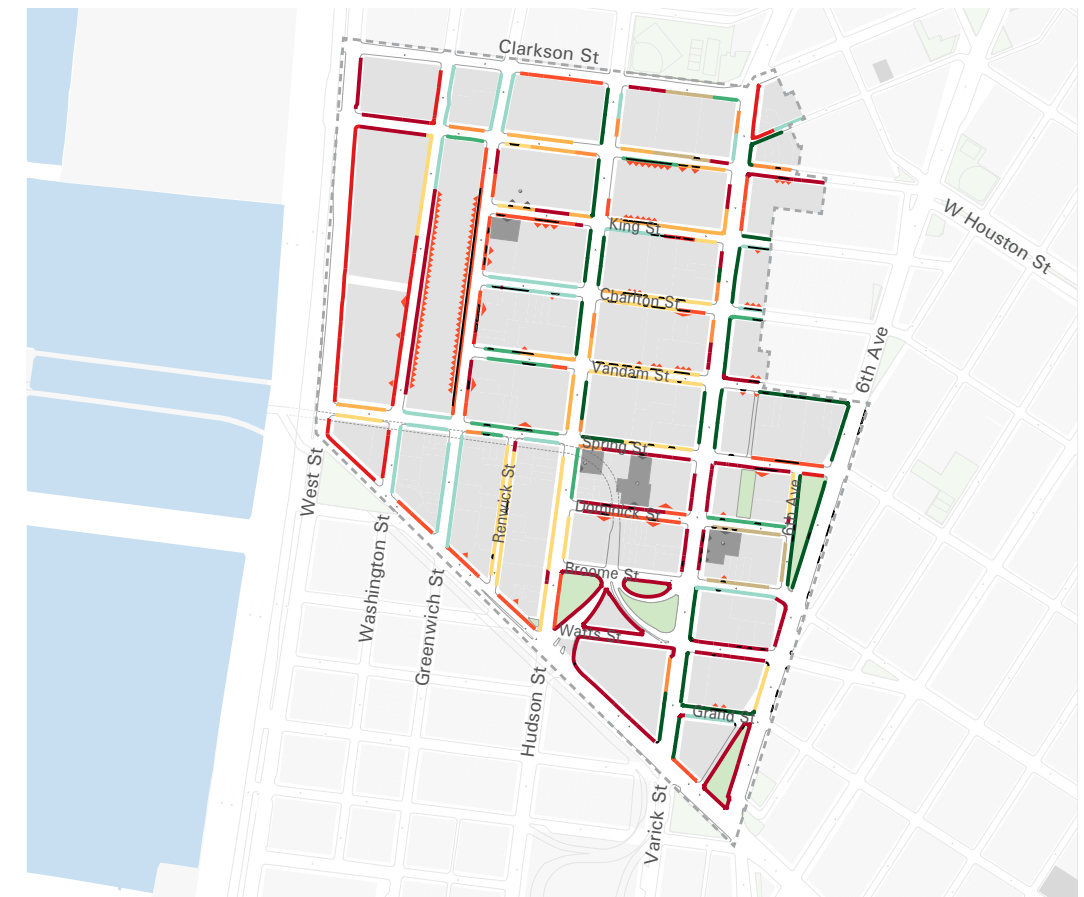 Clarkson St
W Houston St
King St
Charlton St
6th Ave
Vandam St
Spring St
West St
Renwick St
6th Ave
Dominick St
Washington St
Broome St
Greenwich St
Watts St
Hudson St
Grand St
Varick St